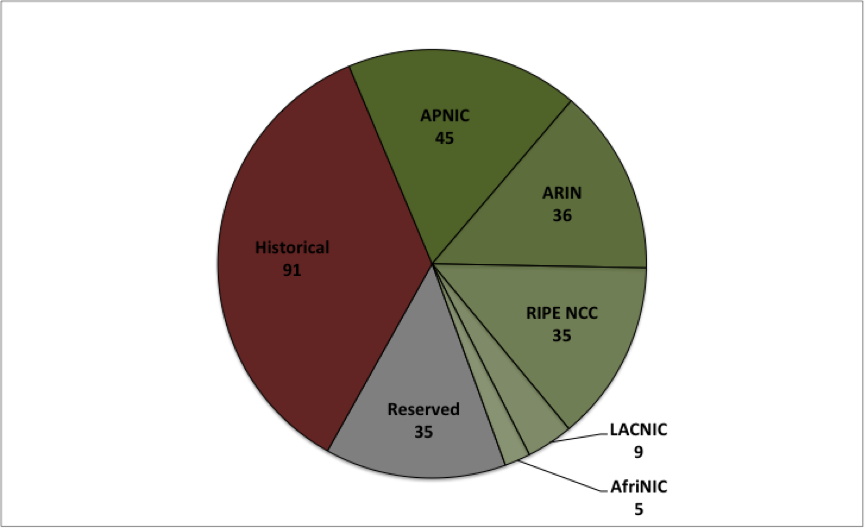 APNIC
45
ARIN
36
Historical
91
RIPE NCC
35
Reserved
35
LACNIC
9
AfriNIC
5